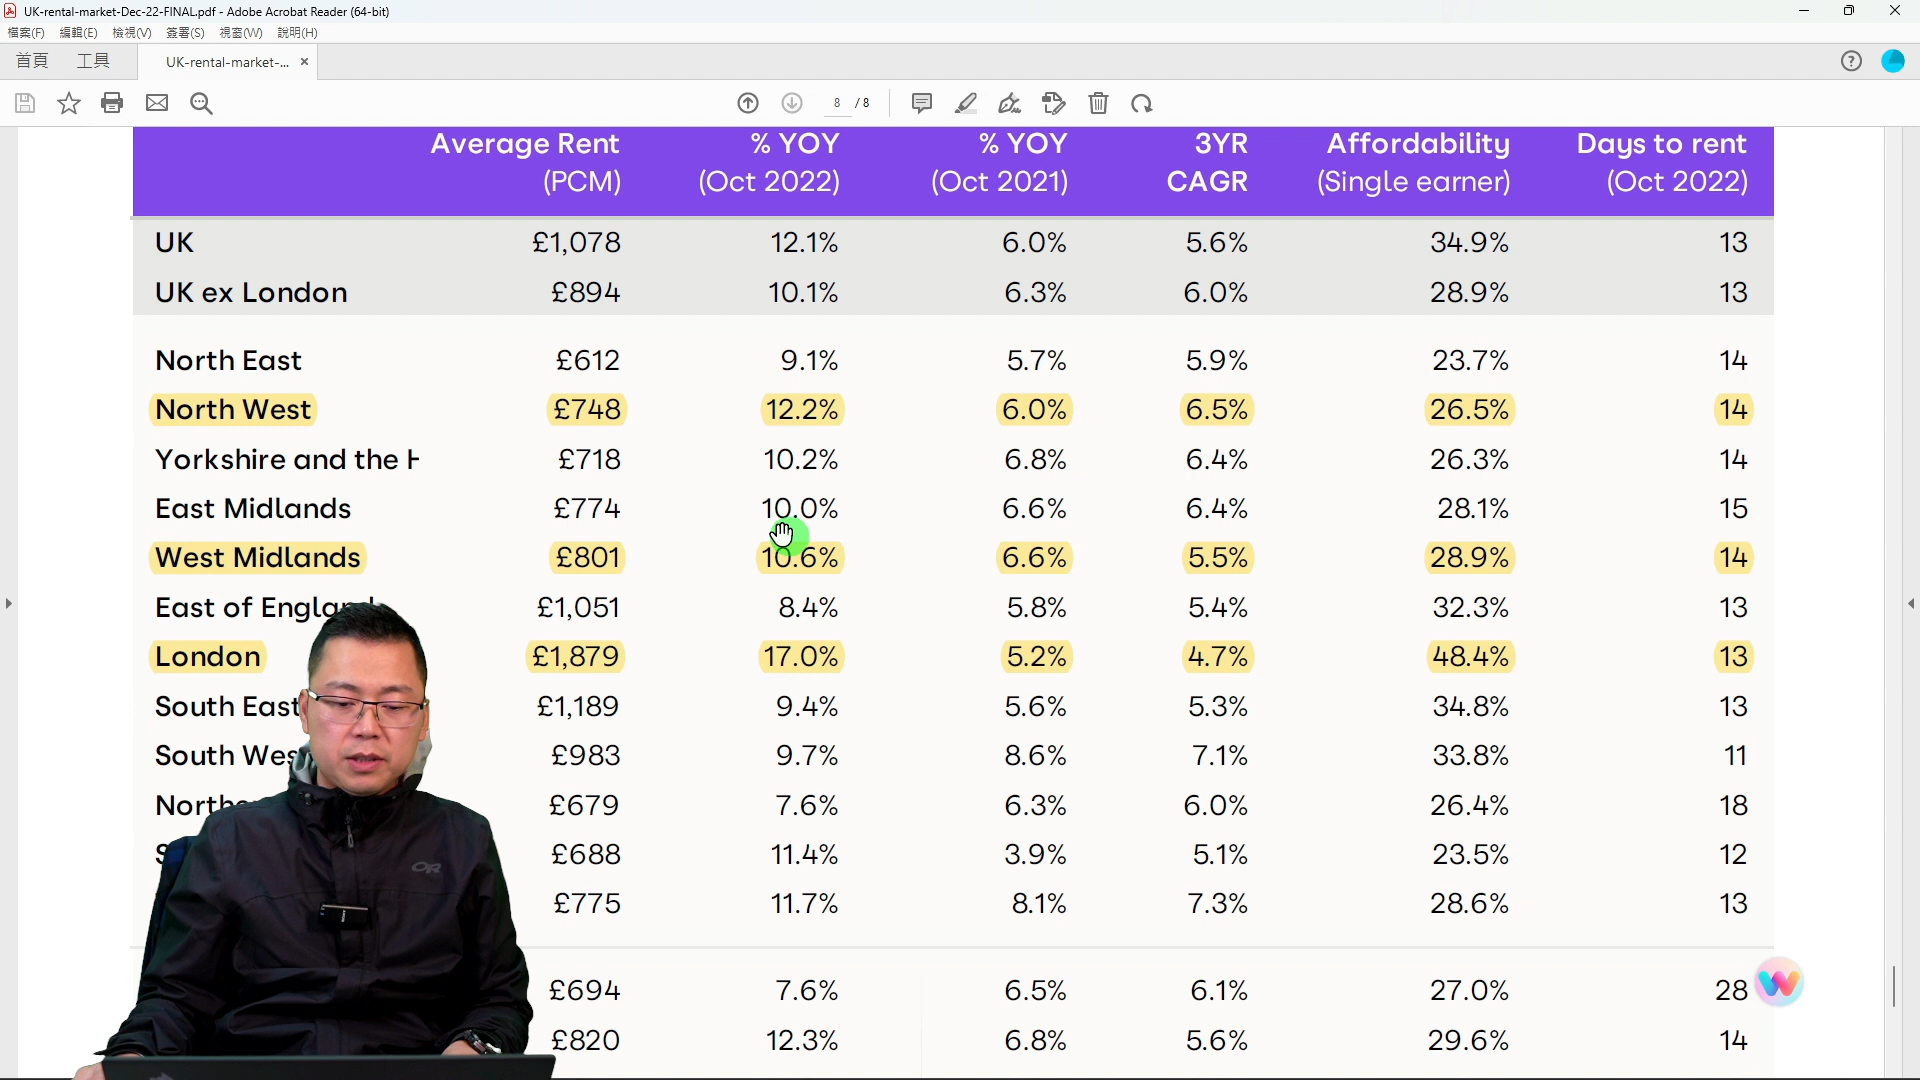 UK-rental-market-Dec-22-FINAL.pdf - Adobe Acrobat Reader (64-bit)
檔案(F) 編輯(E) 檢視(V) 簽署(S) 視窗(W) 說明(H)
首頁 工具 UK-rental-market-... ×
8 / 8
Average Rent % YOY % YOY 3YR Affordability Days to rent
(PCM) (Oct 2022) (Oct 2021) CAGR (Single earner) (Oct 2022)
UK £1,078 12.1% 6.0% 5.6% 34.9% 13
UK ex London £894 10.1% 6.3% 6.0% 28.9% 13
North East £612 9.1% 5.7% 5.9% 23.7% 14
North West £748 12.2% 6.0% 6.5% 26.5% 14
Yorkshire and the £718 10.2% 6.8% 6.4% 26.3% 14
East Midlands £774 10.0% 6.6% 6.4% 28.1% 15
West Midlands £801 10.6% 6.6% 5.5% 28.9% 14
East of England £1,051 8.4% 5.8% 5.4% 32.3% 13
London £1,879 17.0% 5.2% 4.7% 48.4% 13
South East £1,189 9.4% 5.6% 5.3% 34.8% 13
South Wes £983 9.7% 8.6% 7.1% 33.8% 11
Northe £679 7.6% 6.3% 6.0% 26.4% 18
S £688 11.4% 3.9% 5.1% 23.5% 12
£775 11.7% 8.1% 7.3% 28.6% 13
£694 7.6% 6.5% 6.1% 27.0% 28
£820 12.3% 6.8% 5.6% 29.6% 14
OR